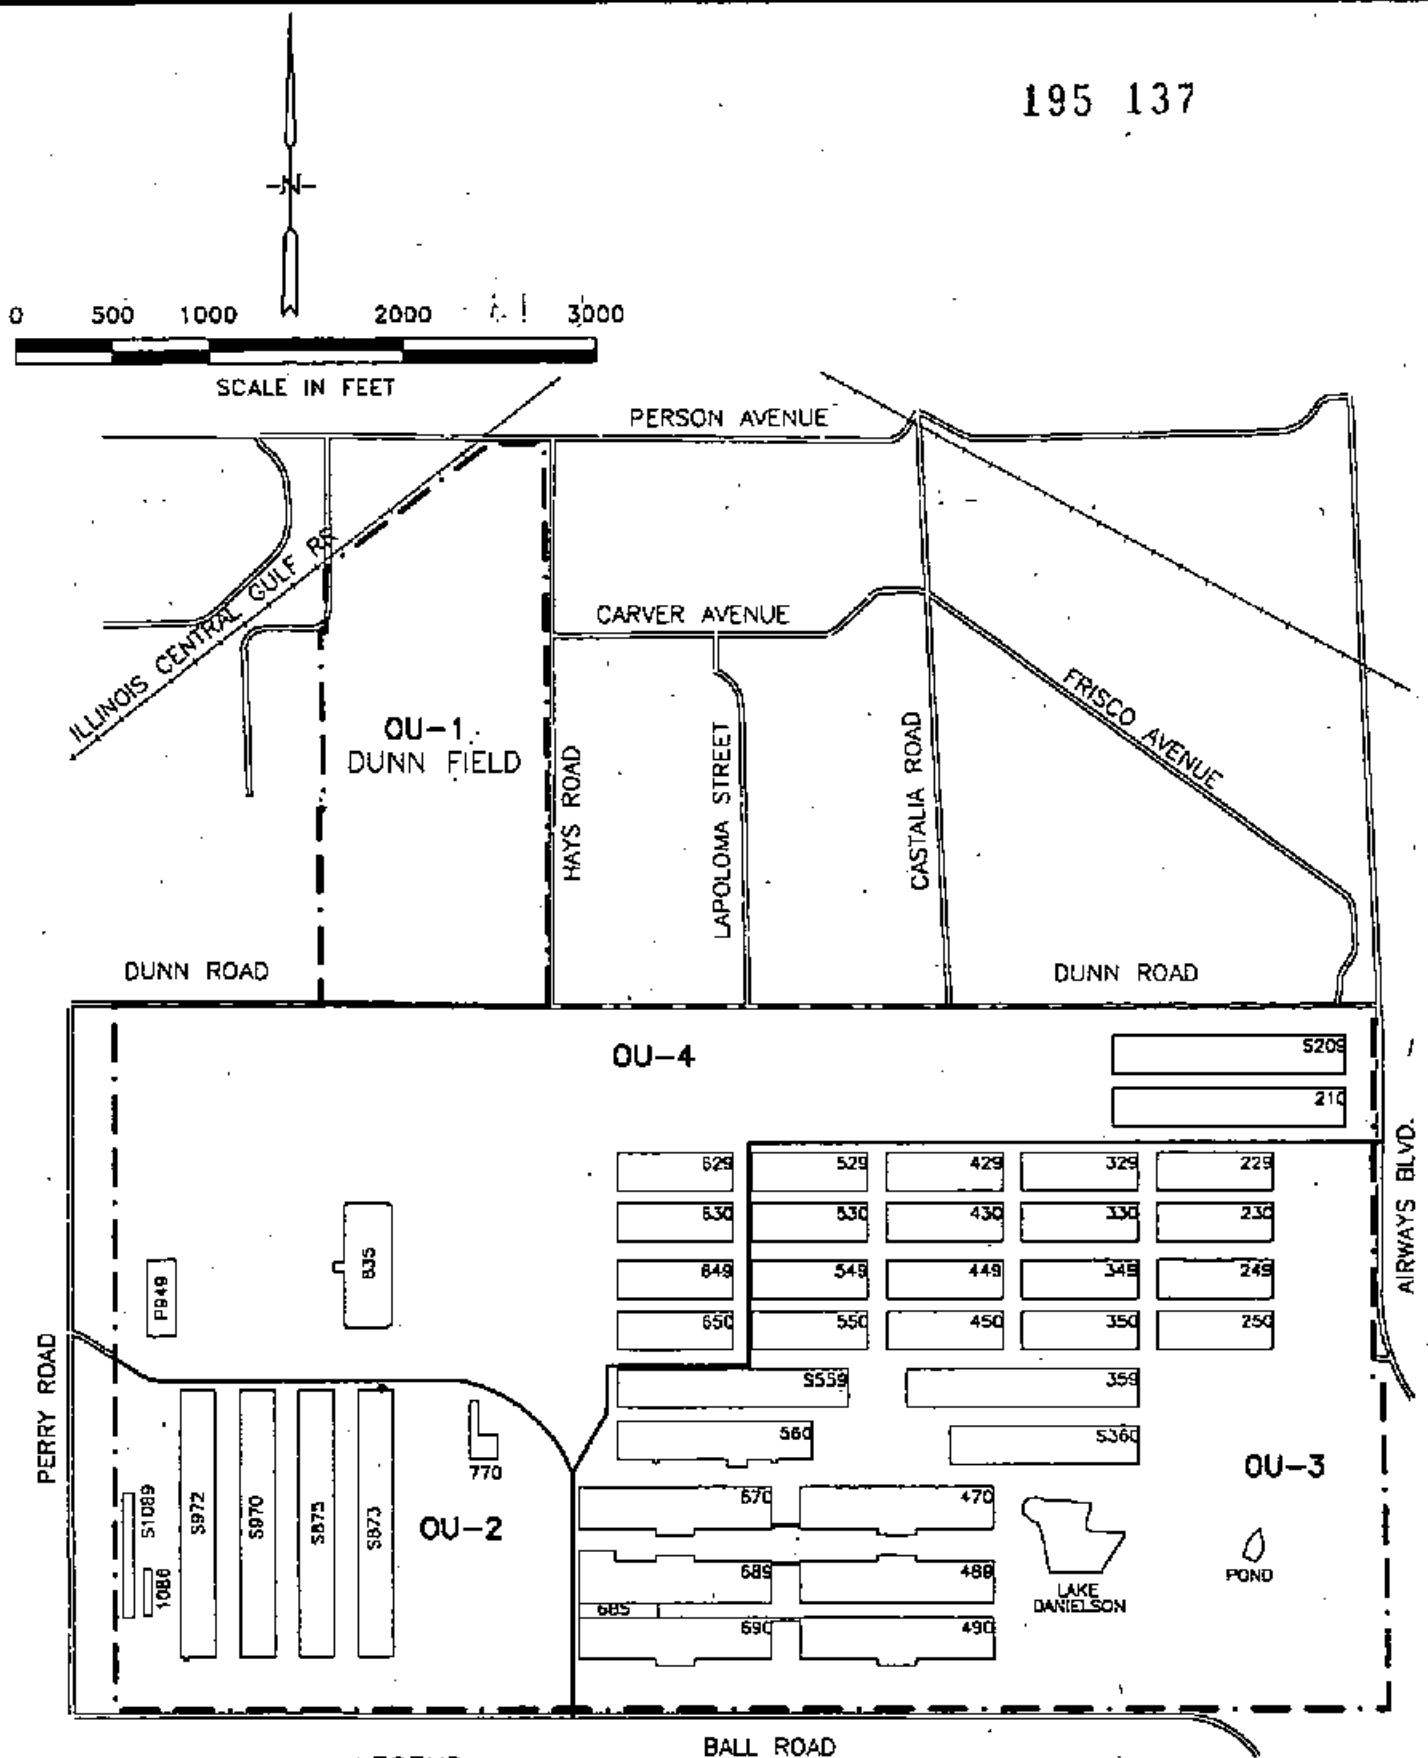 195 137
N
0 500 1000 2000 3000
SCALE IN FEET
PERSON AVENUE
ILLINOIS CENTRAL GULF RR
CARVER AVENUE
FRISCO AVENUE
OU-1
DUNN FIELD
HAYS ROAD
LAPOLOMA STREET
CASTALIA ROAD
DUNN ROAD
DUNN ROAD
OU-4
S209
210
AIRWAYS BLVD.
629 529 429 329 229
630 530 430 330 230
649 549 449 349 249
650 550 450 350 250
P949
835
PERRY ROAD
S559 359
560 S360
770
OU-3
S1089
1086
S972
S970
S875
S873
OU-2
670 470
689 489
685
690 490
LAKE
DANIELSON
POND
BALL ROAD